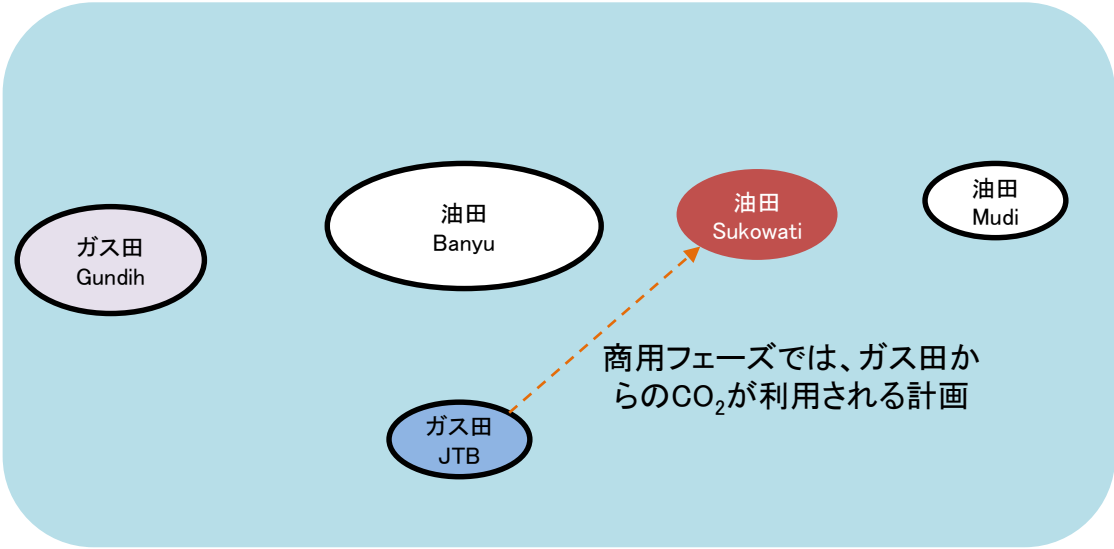 ガス田
Gundih
油田
Banyu
油田
Sukowati
油田
Mudi
商用フェーズでは、ガス田か
らのCO₂が利用される計画
ガス田
JTB